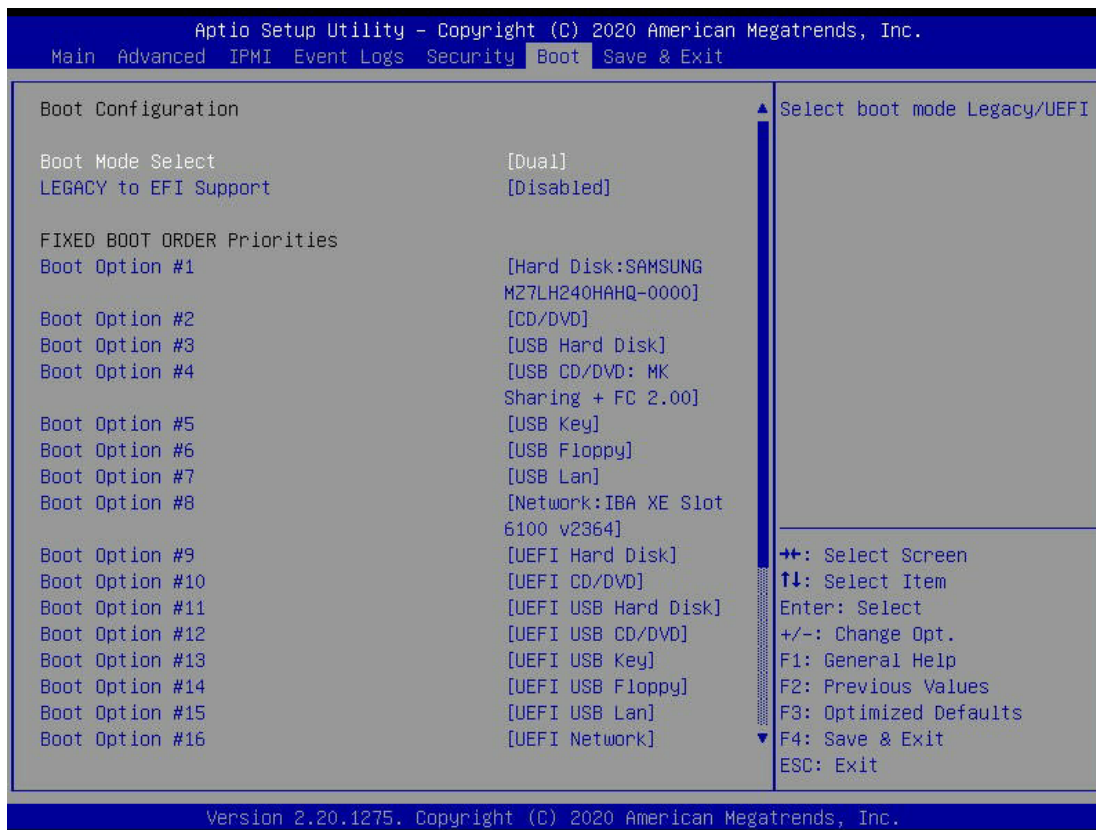 Aptio Setup Utility – Copyright (C) 2020 American Megatrends, Inc.
Main Advanced IPMI Event Logs Security Boot Save & Exit
Boot Configuration
Select boot mode Legacy/UEFI
Boot Mode Select [Dual]
LEGACY to EFI Support [Disabled]
FIXED BOOT ORDER Priorities
Boot Option #1 [Hard Disk:SAMSUNG
MZ7LH240HAHQ-0000]
Boot Option #2 [CD/DVD]
Boot Option #3 [USB Hard Disk]
Boot Option #4 [USB CD/DVD: MK
Sharing + FC 2.00]
Boot Option #5 [USB Key]
Boot Option #6 [USB Floppy]
Boot Option #7 [USB Lan]
Boot Option #8 [Network:IBA XE Slot
6100 v2364]
Boot Option #9 [UEFI Hard Disk]
Boot Option #10 [UEFI CD/DVD]
Boot Option #11 [UEFI USB Hard Disk]
Boot Option #12 [UEFI USB CD/DVD]
Boot Option #13 [UEFI USB Key]
Boot Option #14 [UEFI USB Floppy]
Boot Option #15 [UEFI USB Lan]
Boot Option #16 [UEFI Network]
→←: Select Screen
↑↓: Select Item
Enter: Select
+/-: Change Opt.
F1: General Help
F2: Previous Values
F3: Optimized Defaults
F4: Save & Exit
ESC: Exit
Version 2.20.1275. Copyright (C) 2020 American Megatrends, Inc.